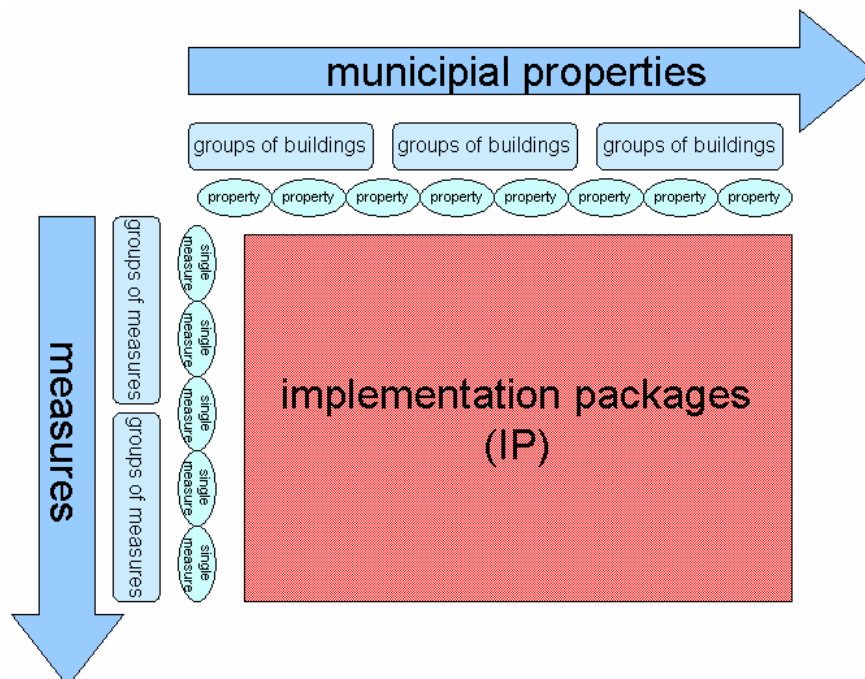 municipial properties
groups of buildings
groups of buildings
groups of buildings
property
property
property
property
property
property
property
property
measures
groups of measures
groups of measures
single
measure
single
measure
single
measure
single
measure
single
measure
implementation packages
(IP)